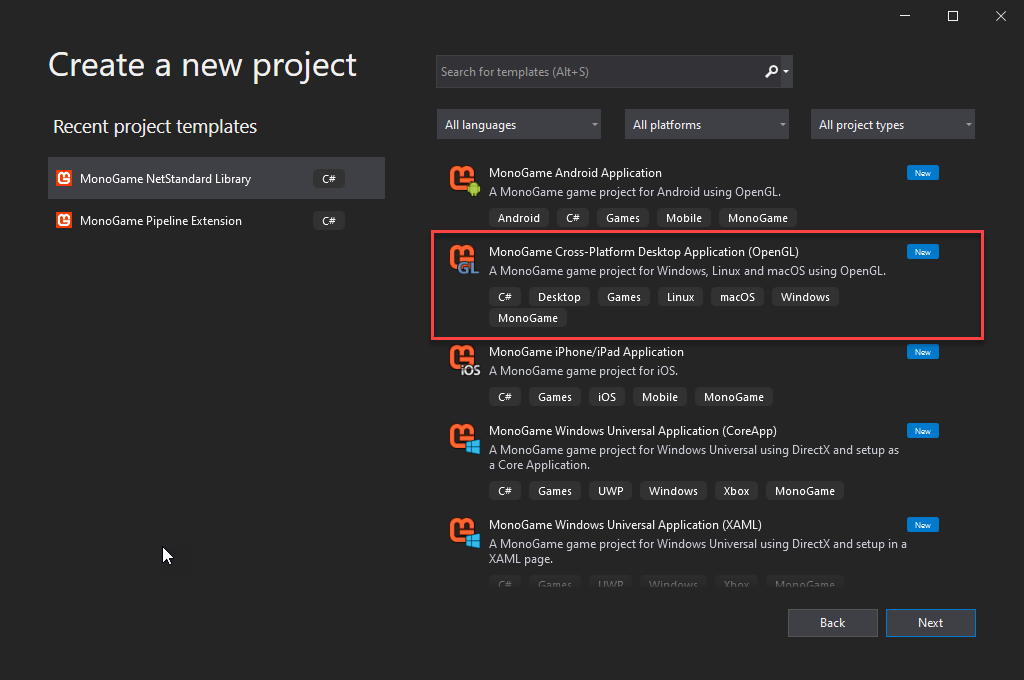 Create a new project
Recent project templates
MonoGame NetStandard Library C#
MonoGame Pipeline Extension C#
Search for templates (Alt+S)
All languages All platforms All project types
MonoGame Android Application New
A MonoGame game project for Android using OpenGL.
Android C# Games Mobile MonoGame
MonoGame Cross-Platform Desktop Application (OpenGL) New
GL
A MonoGame game project for Windows, Linux and macOS using OpenGL.
C# Desktop Games Linux macOS Windows
MonoGame
MonoGame iPhone/iPad Application New
iOS
A MonoGame game project for iOS.
C# Games iOS Mobile MonoGame
MonoGame Windows Universal Application (CoreApp) New
A MonoGame game project for Windows Universal using DirectX and setup as
a Core Application.
C# Games UWP Windows Xbox MonoGame
MonoGame Windows Universal Application (XAML) New
A MonoGame game project for Windows Universal using DirectX and setup in a
XAML page.
C# Games UWP Windows Xbox MonoGame
Back Next